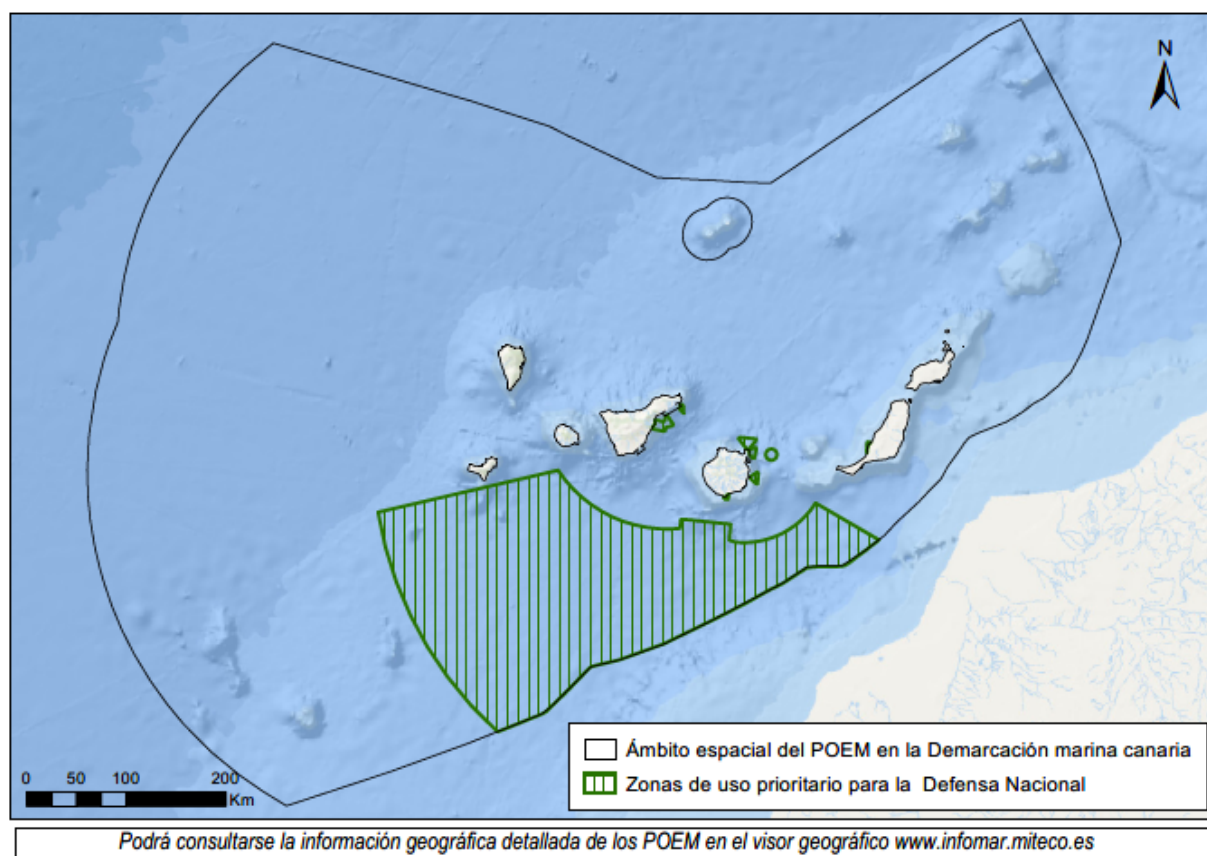 N
Ámbito espacial del POEM en la Demarcación marina canaria
Zonas de uso prioritario para la Defensa Nacional
0 50 100 200
Km
Podrá consultarse la información geográfica detallada de los POEM en el visor geográfico www.infomar.miteco.es